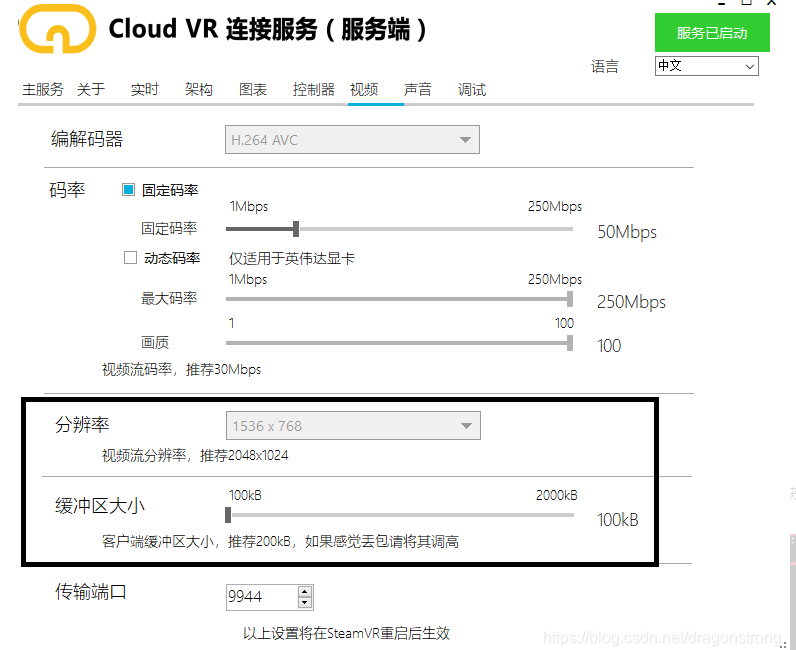 Cloud VR 连接服务（服务端）
服务已启动
语言
中文
主服务 关于 实时 架构 图表 控制器 视频 声音 调试
编解码器
H.264 AVC
码率
固定码率
1Mbps 250Mbps
固定码率
50Mbps
动态码率
仅适用于英伟达显卡
1Mbps 250Mbps
最大码率
250Mbps
1 100
画质
100
视频流码率，推荐30Mbps
分辨率
1536 x 768
视频流分辨率，推荐2048x1024
100kB 2000kB
缓冲区大小
100kB
客户端缓冲区大小，推荐200kB，如果感觉丢包请将其调高
传输端口
9944
以上设置将在SteamVR重启后生效
https://blog.csdn.net/dragonstrong